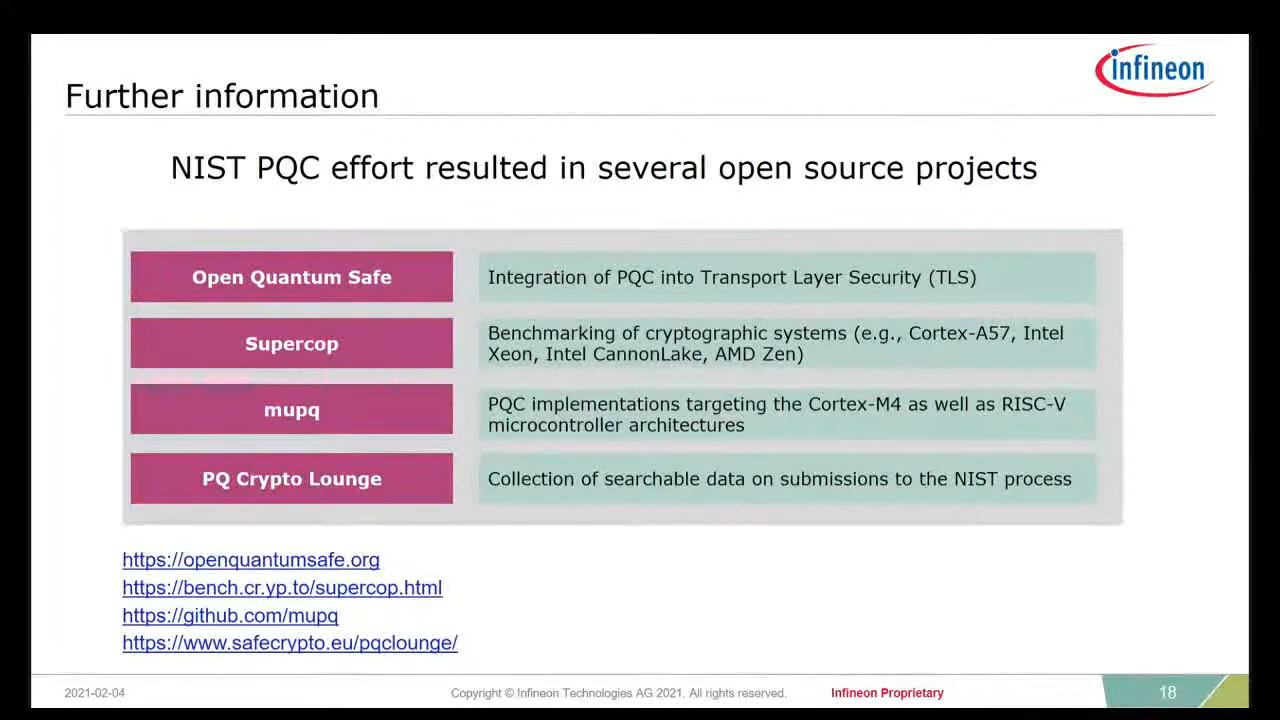 infineon
Further information
NIST PQC effort resulted in several open source projects
Open Quantum Safe
Integration of PQC into Transport Layer Security (TLS)
Supercop
Benchmarking of cryptographic systems (e.g., Cortex-A57, Intel
Xeon, Intel CannonLake, AMD Zen)
mupq
PQC implementations targeting the Cortex-M4 as well as RISC-V
microcontroller architectures
PQ Crypto Lounge
Collection of searchable data on submissions to the NIST process
https://openquantumsafe.org
https://bench.cr.yp.to/supercop.html
https://github.com/mupq
https://www.safecrypto.eu/pqclounge/
2021-02-04
Copyright © Infineon Technologies AG 2021. All rights reserved.
Infineon Proprietary
18